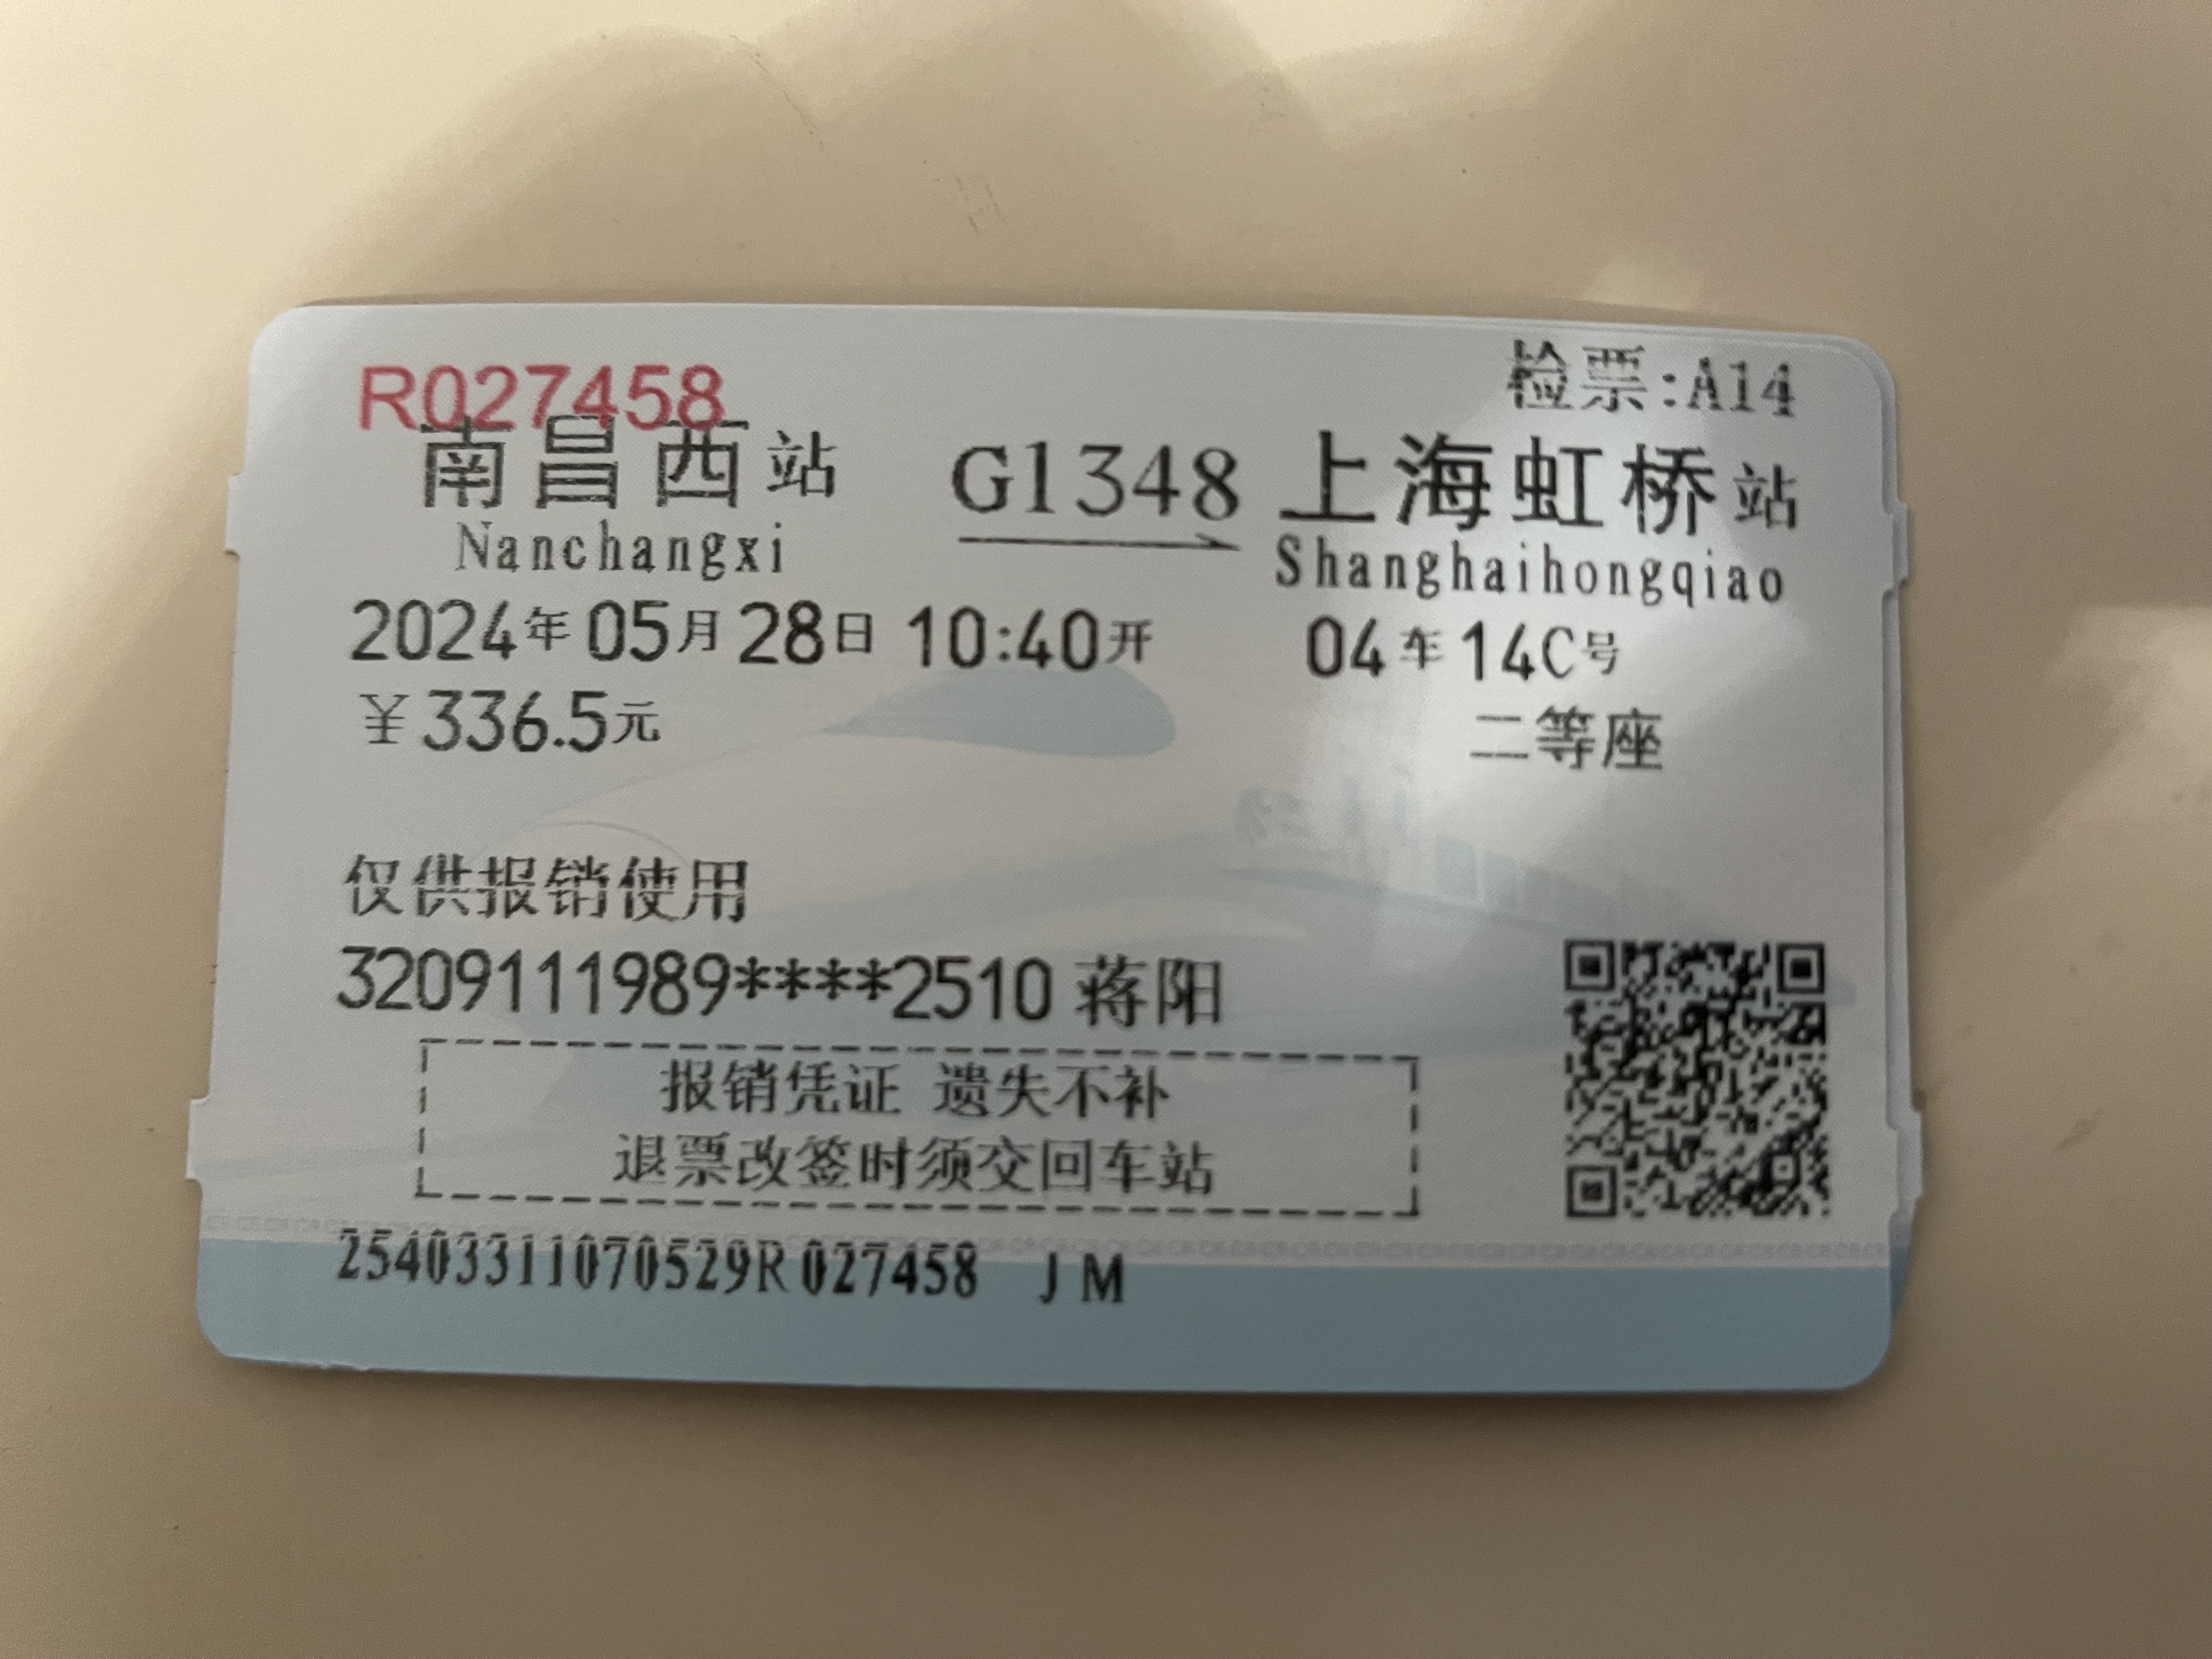 R027458
检票:A14
南昌西站 G1348 上海虹桥站
Nanchangxi Shanghaihongqiao
2024年05月28日 10:40开 04车14C号
¥336.5元 二等座
仅供报销使用
3209111989****2510 蒋阳
报销凭证 遗失不补
退票改签时须交回车站
25403311070529R027458 JM